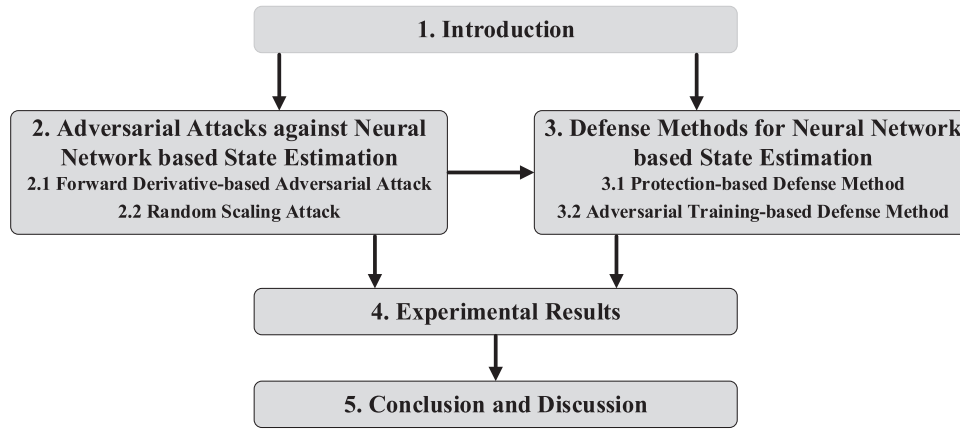 1. Introduction
2. Adversarial Attacks against Neural
Network based State Estimation
2.1 Forward Derivative-based Adversarial Attack
2.2 Random Scaling Attack
3. Defense Methods for Neural Network
based State Estimation
3.1 Protection-based Defense Method
3.2 Adversarial Training-based Defense Method
4. Experimental Results
5. Conclusion and Discussion